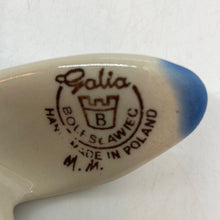 Galia
B
BOLESŁAWIEC
HAND MADE IN POLAND
M.M.